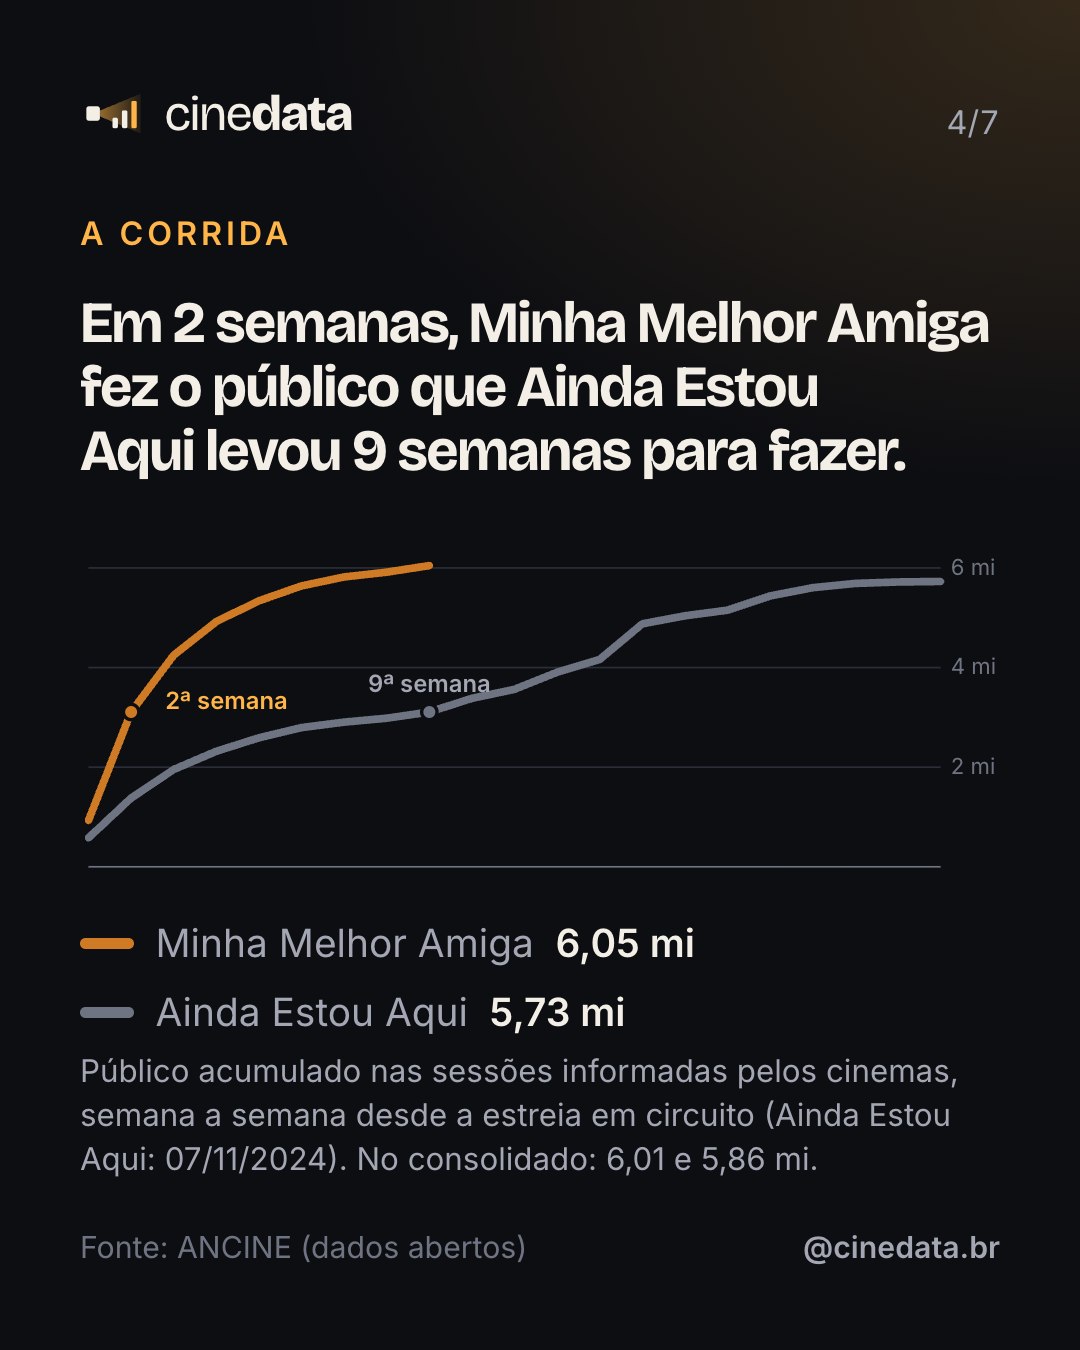 cinedata
4/7
A CORRIDA
Em 2 semanas, Minha Melhor Amiga
fez o público que Ainda Estou
Aqui levou 9 semanas para fazer.
6 mi
4 mi
9ª semana
2ª semana
2 mi
Minha Melhor Amiga 6,05 mi
Ainda Estou Aqui 5,73 mi
Público acumulado nas sessões informadas pelos cinemas,
semana a semana desde a estreia em circuito (Ainda Estou
Aqui: 07/11/2024). No consolidado: 6,01 e 5,86 mi.
Fonte: ANCINE (dados abertos)
@cinedata.br